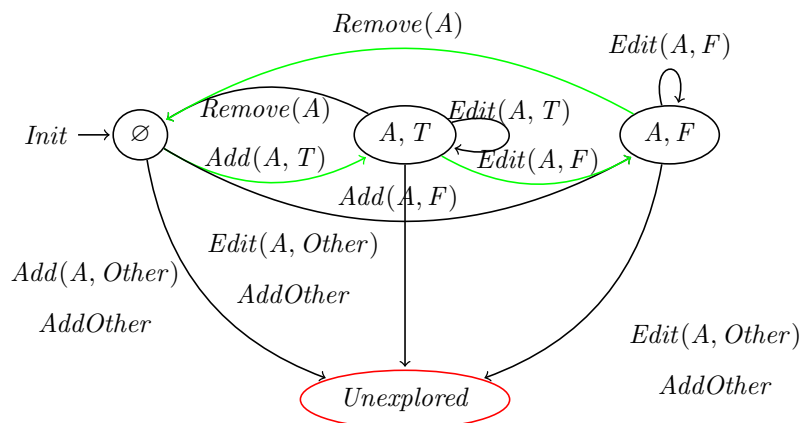 Remove(A)
Edit(A, F)
Remove(A)
Edit(A, T)
Init
∅
A, T
A, F
Add(A, T)
Edit(A, F)
Add(A, F)
Edit(A, Other)
Add(A, Other)
AddOther
AddOther
Edit(A, Other)
AddOther
Unexplored